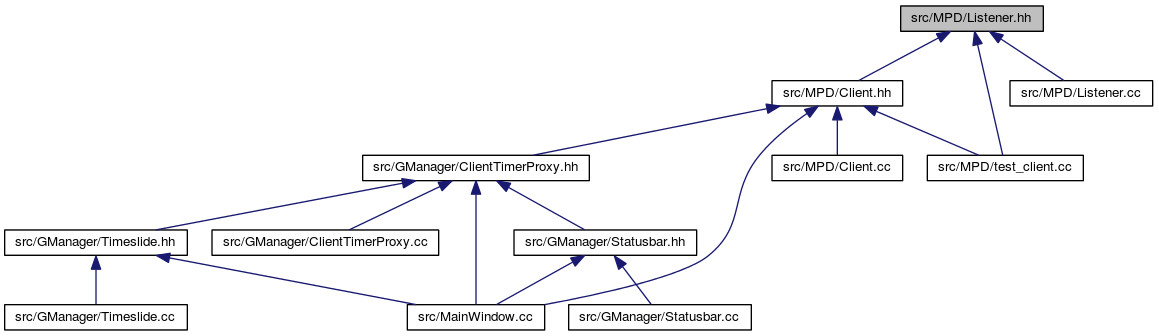 src/MPD/Listener.hh
src/MPD/Client.hh
src/MPD/Listener.cc
src/GManager/ClientTimerProxy.hh
src/MPD/Client.cc
src/MPD/test_client.cc
src/GManager/Timeslide.hh
src/GManager/ClientTimerProxy.cc
src/GManager/Statusbar.hh
src/GManager/Timeslide.cc
src/MainWindow.cc
src/GManager/Statusbar.cc